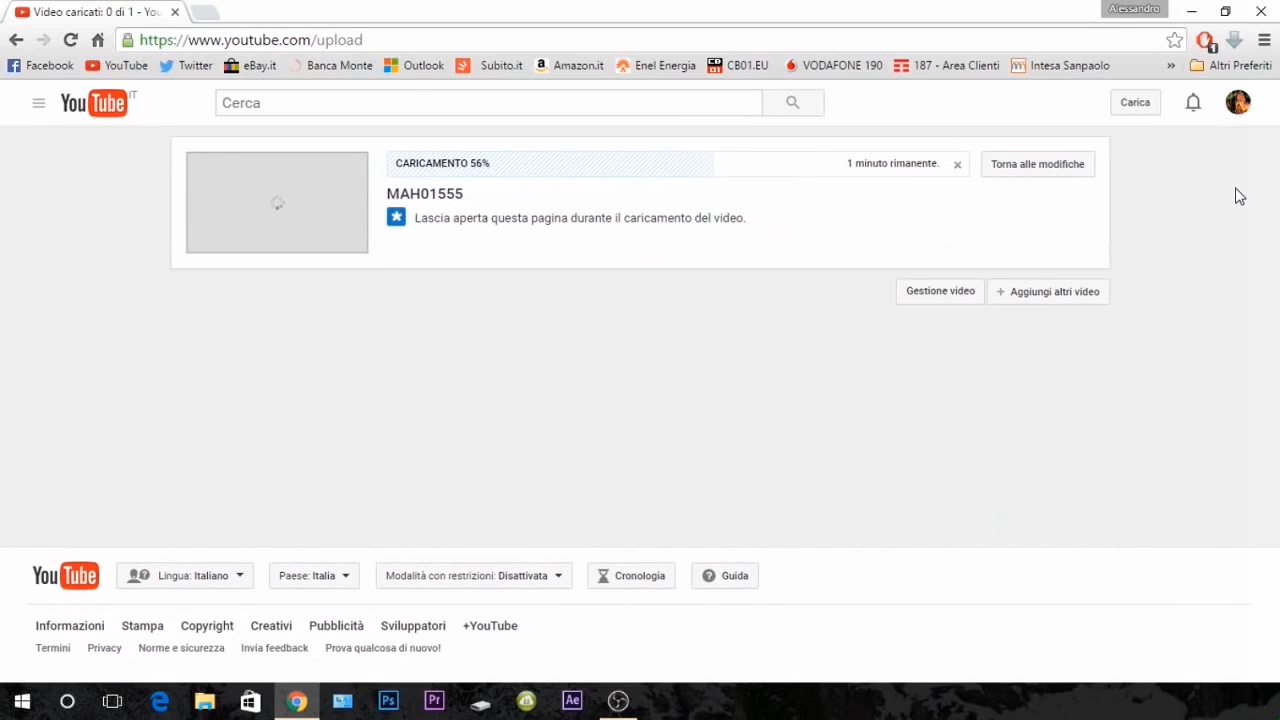 Video caricati: 0 di 1 - You
Alessandro
https://www.youtube.com/upload
Facebook YouTube Twitter eBay.it Banca Monte Outlook Subito.it Amazon.it Enel Energia CB01.EU VODAFONE 190 187 - Area Clienti Intesa Sanpaolo » Altri Preferiti
YouTube IT
Cerca
Carica
CARICAMENTO 56%
1 minuto rimanente.
Torna alle modifiche
MAH01555
Lascia aperta questa pagina durante il caricamento del video.
Gestione video
+ Aggiungi altri video
YouTube
Lingua: Italiano
Paese: Italia
Modalità con restrizioni: Disattivata
Cronologia
Guida
Informazioni Stampa Copyright Creativi Pubblicità Sviluppatori +YouTube
Termini Privacy Norme e sicurezza Invia feedback Prova qualcosa di nuovo!
Ps Pr Ae